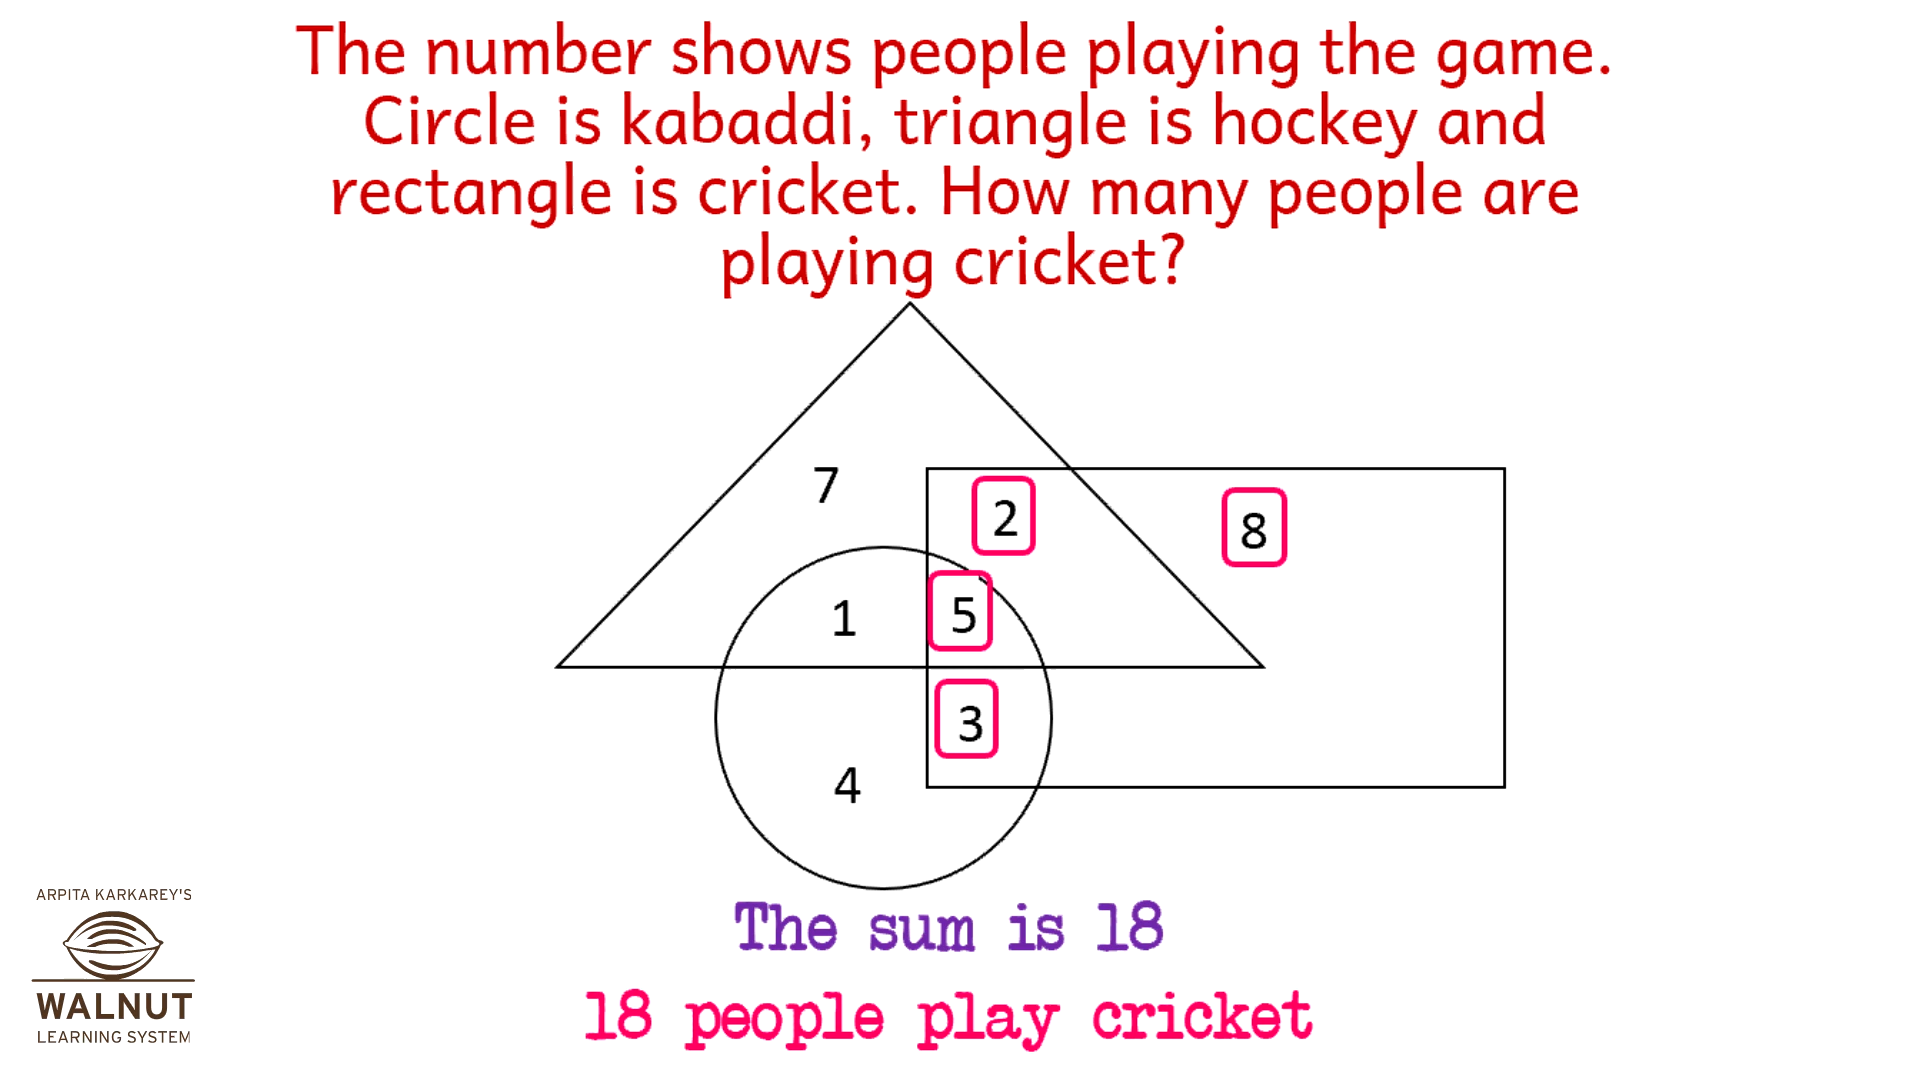 The number shows people playing the game.
Circle is kabaddi, triangle is hockey and
rectangle is cricket. How many people are
playing cricket?
7
2
8
1
5
3
4
The sum is 18
18 people play cricket
ARPITA KARKAREY'S
WALNUT
LEARNING SYSTEM